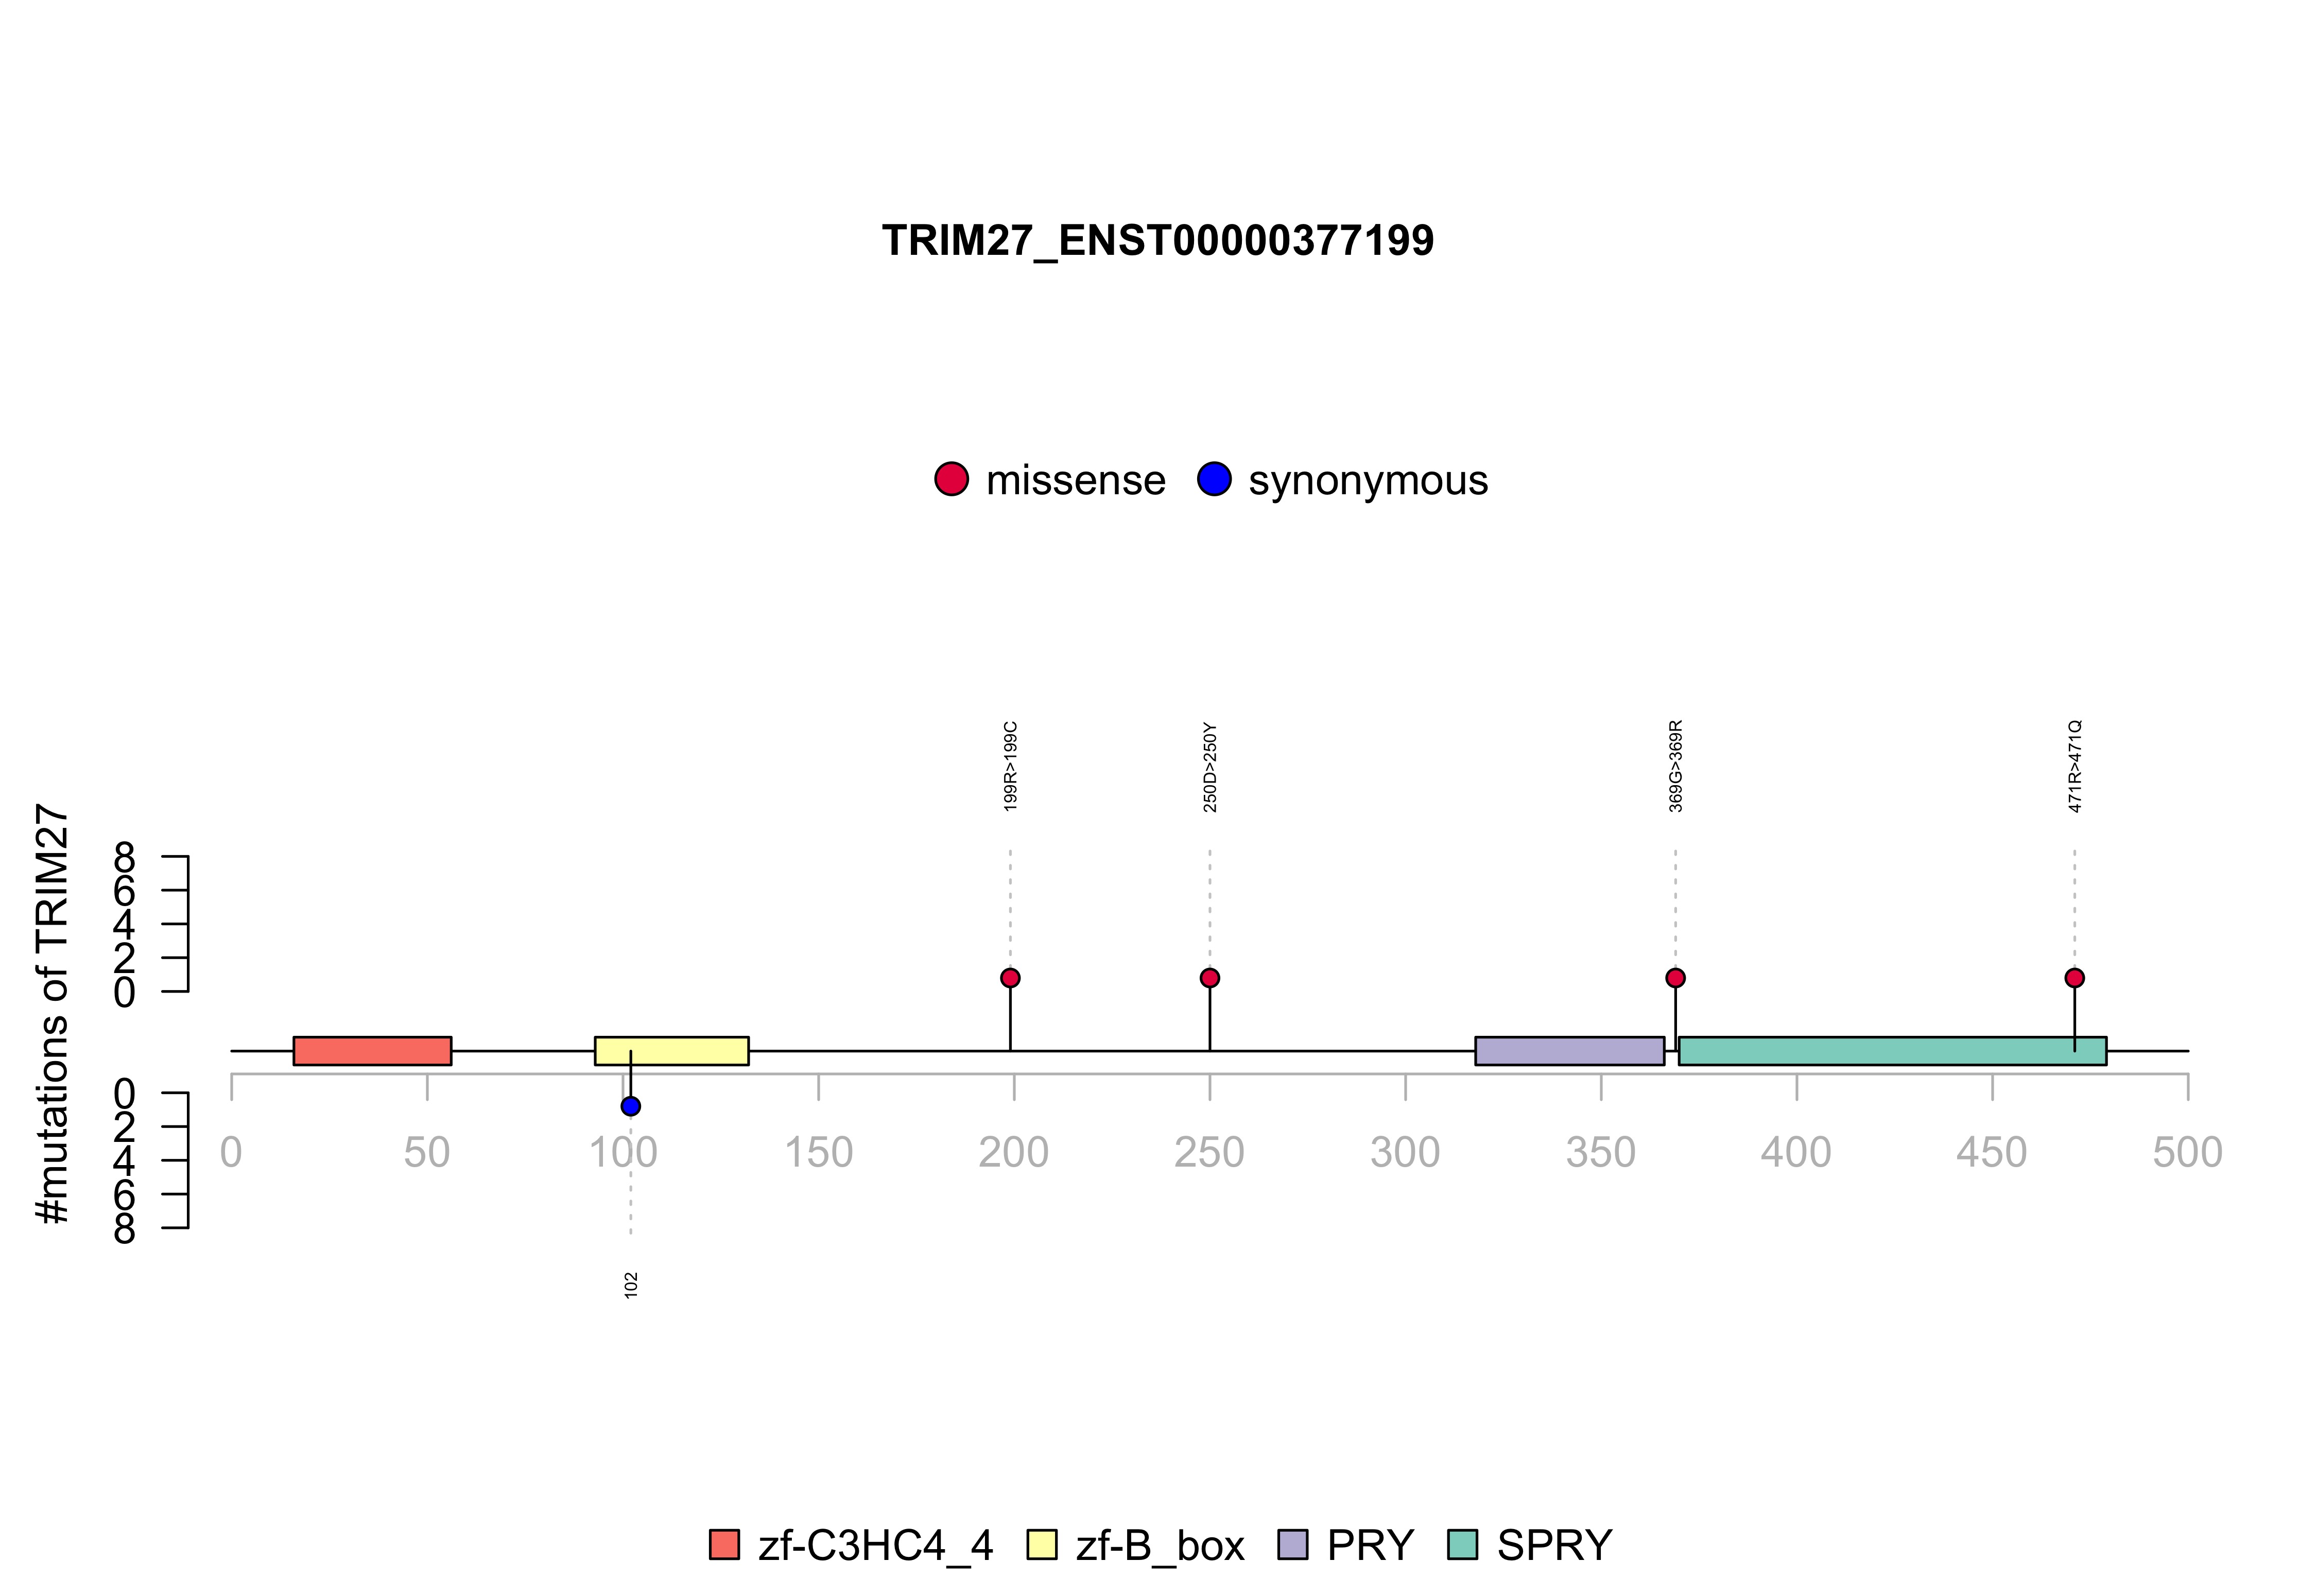 TRIM27_ENST00000377199
missense synonymous
199R>199C
250D>250Y
369G>369R
471R>471Q
#mutations of TRIM27
8
6
4
2
0
0
2
4
6
8
0 50 100 150 200 250 300 350 400 450 500
102
zf-C3HC4_4 zf-B_box PRY SPRY